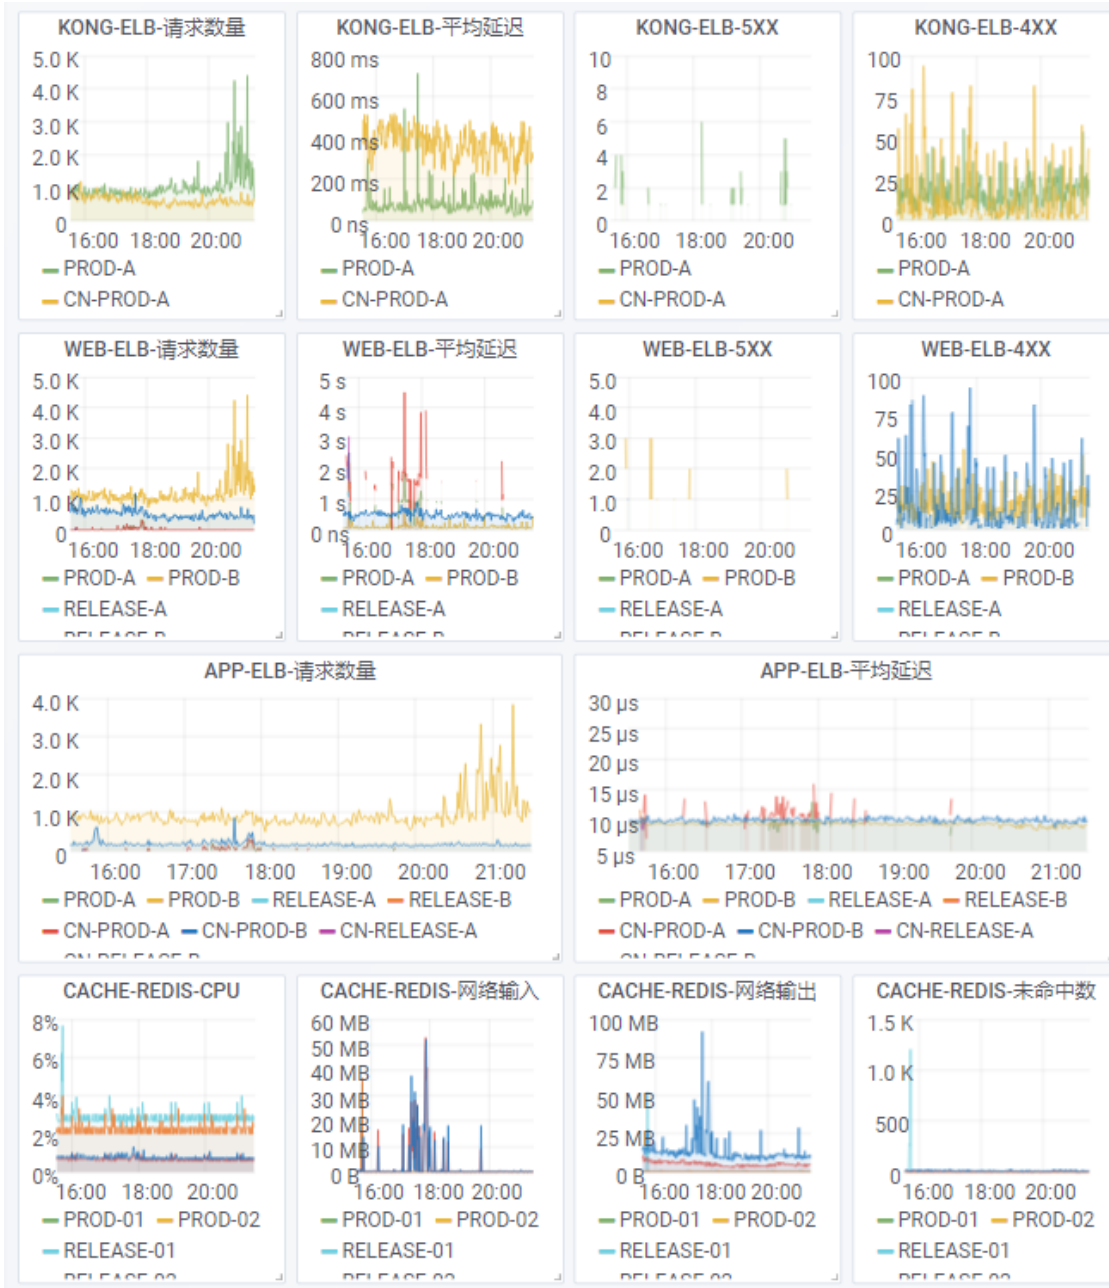 KONG-ELB-请求数量
5.0 K
4.0 K
3.0 K
2.0 K
1.0 K
0
16:00 18:00 20:00
PROD-A
CN-PROD-A
KONG-ELB-平均延迟
800 ms
600 ms
400 ms
200 ms
0 ns
16:00 18:00 20:00
PROD-A
CN-PROD-A
KONG-ELB-5XX
10
8
6
4
2
0
16:00 18:00 20:00
PROD-A
CN-PROD-A
KONG-ELB-4XX
100
75
50
25
0
16:00 18:00 20:00
PROD-A
CN-PROD-A
WEB-ELB-请求数量
5.0 K
4.0 K
3.0 K
2.0 K
1.0 K
0
16:00 18:00 20:00
PROD-A PROD-B
RELEASE-A
RELEASE-B
WEB-ELB-平均延迟
5 s
4 s
3 s
2 s
1 s
0 ns
16:00 18:00 20:00
PROD-A PROD-B
RELEASE-A
RELEASE-B
WEB-ELB-5XX
5.0
4.0
3.0
2.0
1.0
0
16:00 18:00 20:00
PROD-A PROD-B
RELEASE-A
RELEASE-B
WEB-ELB-4XX
100
75
50
25
0
16:00 18:00 20:00
PROD-A PROD-B
RELEASE-A
RELEASE-B
APP-ELB-请求数量
4.0 K
3.0 K
2.0 K
1.0 K
0
16:00 17:00 18:00 19:00 20:00 21:00
PROD-A PROD-B RELEASE-A RELEASE-B
CN-PROD-A CN-PROD-B CN-RELEASE-A
CN-RELEASE-B
APP-ELB-平均延迟
30 µs
25 µs
20 µs
15 µs
10 µs
5 µs
16:00 17:00 18:00 19:00 20:00 21:00
PROD-A PROD-B RELEASE-A RELEASE-B
CN-PROD-A CN-PROD-B CN-RELEASE-A
CN-RELEASE-B
CACHE-REDIS-CPU
8%
6%
4%
2%
0%
16:00 18:00 20:00
PROD-01 PROD-02
RELEASE-01
RELEASE-02
CACHE-REDIS-网络输入
60 MB
50 MB
40 MB
30 MB
20 MB
10 MB
0 B
16:00 18:00 20:00
PROD-01 PROD-02
RELEASE-01
RELEASE-02
CACHE-REDIS-网络输出
100 MB
75 MB
50 MB
25 MB
0 B
16:00 18:00 20:00
PROD-01 PROD-02
RELEASE-01
RELEASE-02
CACHE-REDIS-未命中数
1.5 K
1.0 K
500
0
16:00 18:00 20:00
PROD-01 PROD-02
RELEASE-01
RELEASE-02